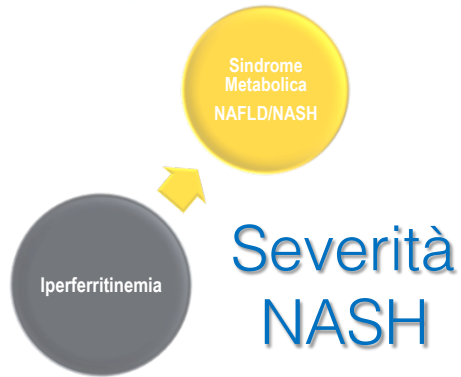 Sindrome
Metabolica
NAFLD/NASH
Iperferritinemia
Severità
NASH